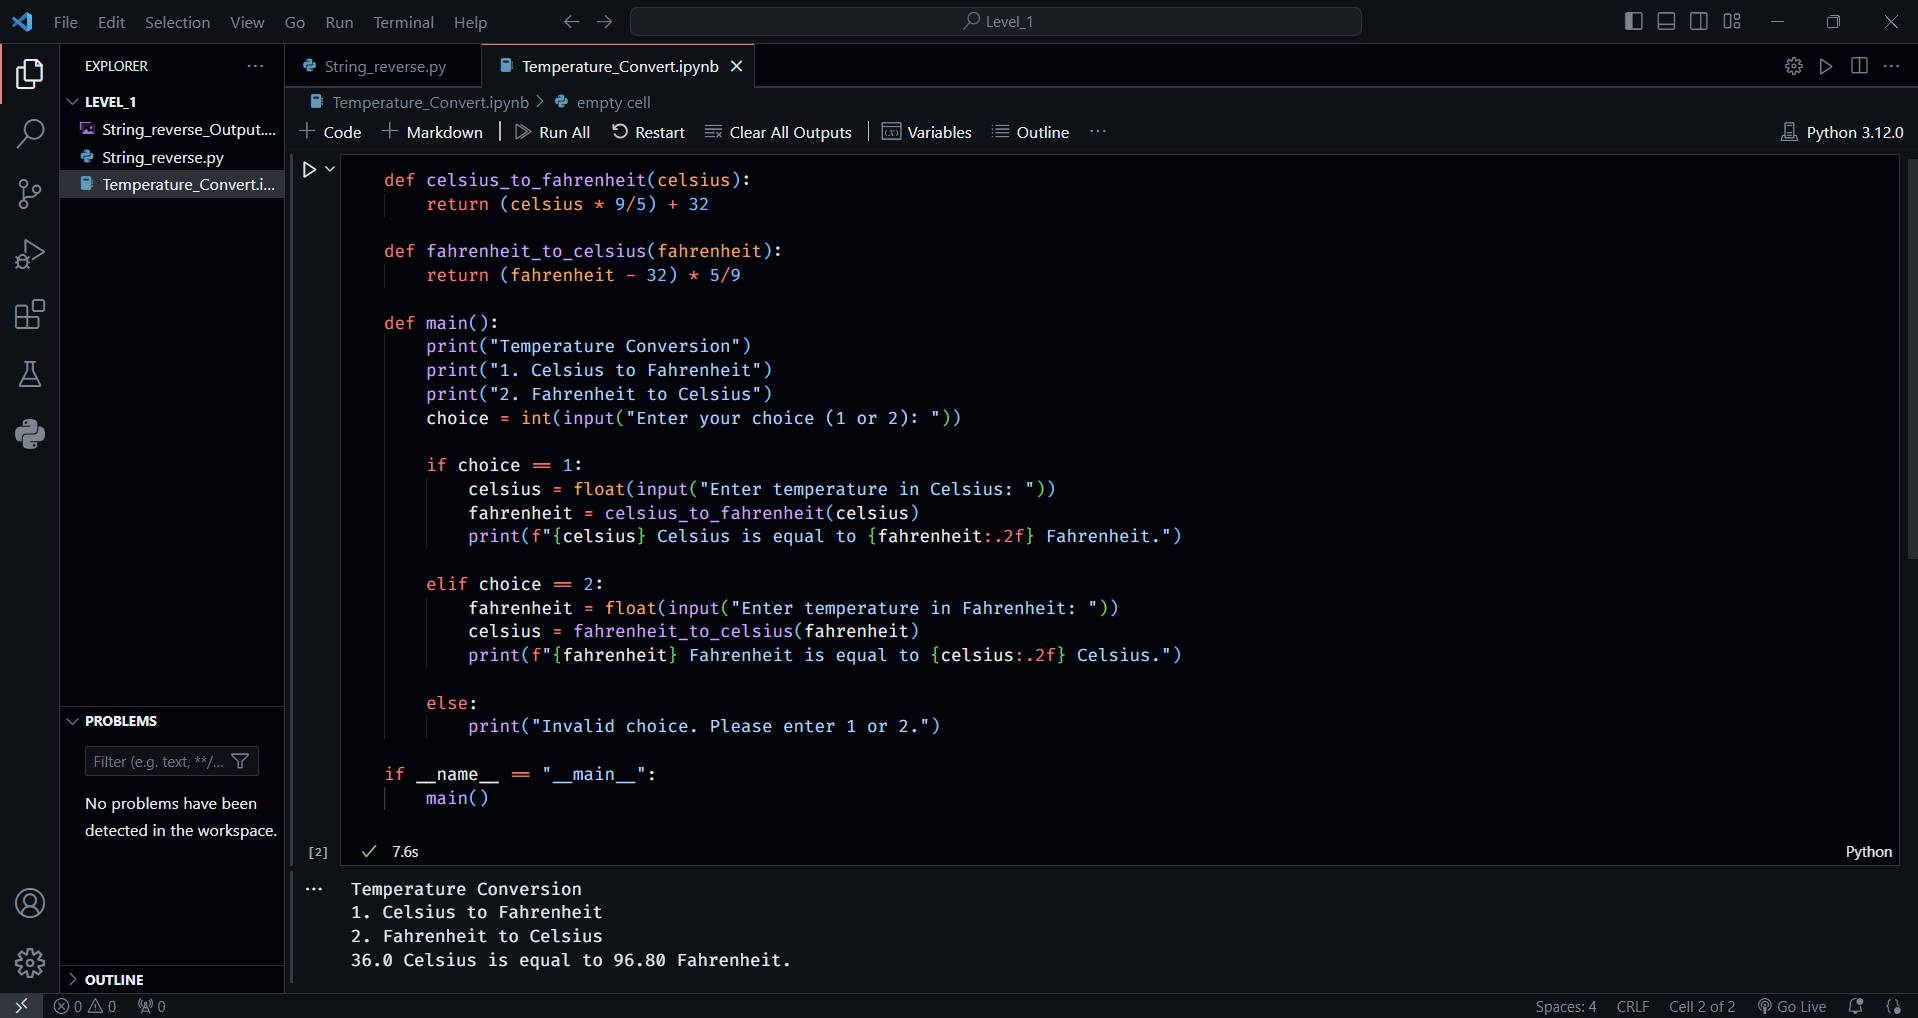 File Edit Selection View Go Run Terminal Help
Level_1
EXPLORER
LEVEL_1
String_reverse_Output....
String_reverse.py
Temperature_Convert.i...
PROBLEMS
Filter (e.g. text, **/...
No problems have been
detected in the workspace.
OUTLINE
String_reverse.py
Temperature_Convert.ipynb
Temperature_Convert.ipynb > empty cell
+ Code + Markdown Run All Restart Clear All Outputs Variables Outline ...
Python 3.12.0
def celsius_to_fahrenheit(celsius):
    return (celsius * 9/5) + 32
def fahrenheit_to_celsius(fahrenheit):
    return (fahrenheit - 32) * 5/9
def main():
    print("Temperature Conversion")
    print("1. Celsius to Fahrenheit")
    print("2. Fahrenheit to Celsius")
    choice = int(input("Enter your choice (1 or 2): "))
    if choice == 1:
        celsius = float(input("Enter temperature in Celsius: "))
        fahrenheit = celsius_to_fahrenheit(celsius)
        print(f"{celsius} Celsius is equal to {fahrenheit:.2f} Fahrenheit.")
    elif choice == 2:
        fahrenheit = float(input("Enter temperature in Fahrenheit: "))
        celsius = fahrenheit_to_celsius(fahrenheit)
        print(f"{fahrenheit} Fahrenheit is equal to {celsius:.2f} Celsius.")
    else:
        print("Invalid choice. Please enter 1 or 2.")
if __name__ == "__main__":
    main()
[2] 7.6s
Python
Temperature Conversion
1. Celsius to Fahrenheit
2. Fahrenheit to Celsius
36.0 Celsius is equal to 96.80 Fahrenheit.
0 0 0
Spaces: 4 CRLF Cell 2 of 2 Go Live